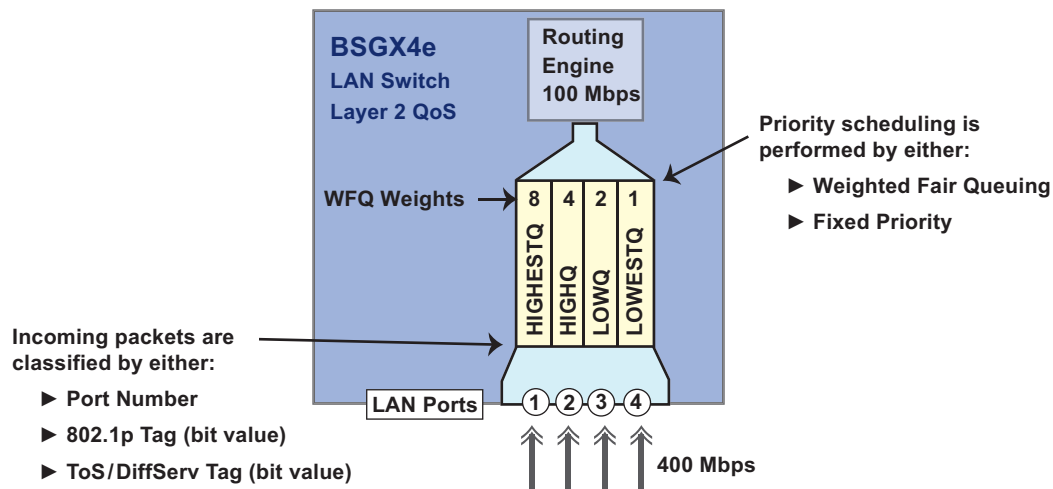 BSGX4e
LAN Switch
Layer 2 QoS
Routing
Engine
100 Mbps
Priority scheduling is
performed by either:
► Weighted Fair Queuing
► Fixed Priority
WFQ Weights
8 4 2 1
HIGHESTQ
HIGHQ
LOWQ
LOWESTQ
Incoming packets are
classified by either:
► Port Number
► 802.1p Tag (bit value)
► ToS/DiffServ Tag (bit value)
LAN Ports
1 2 3 4
400 Mbps